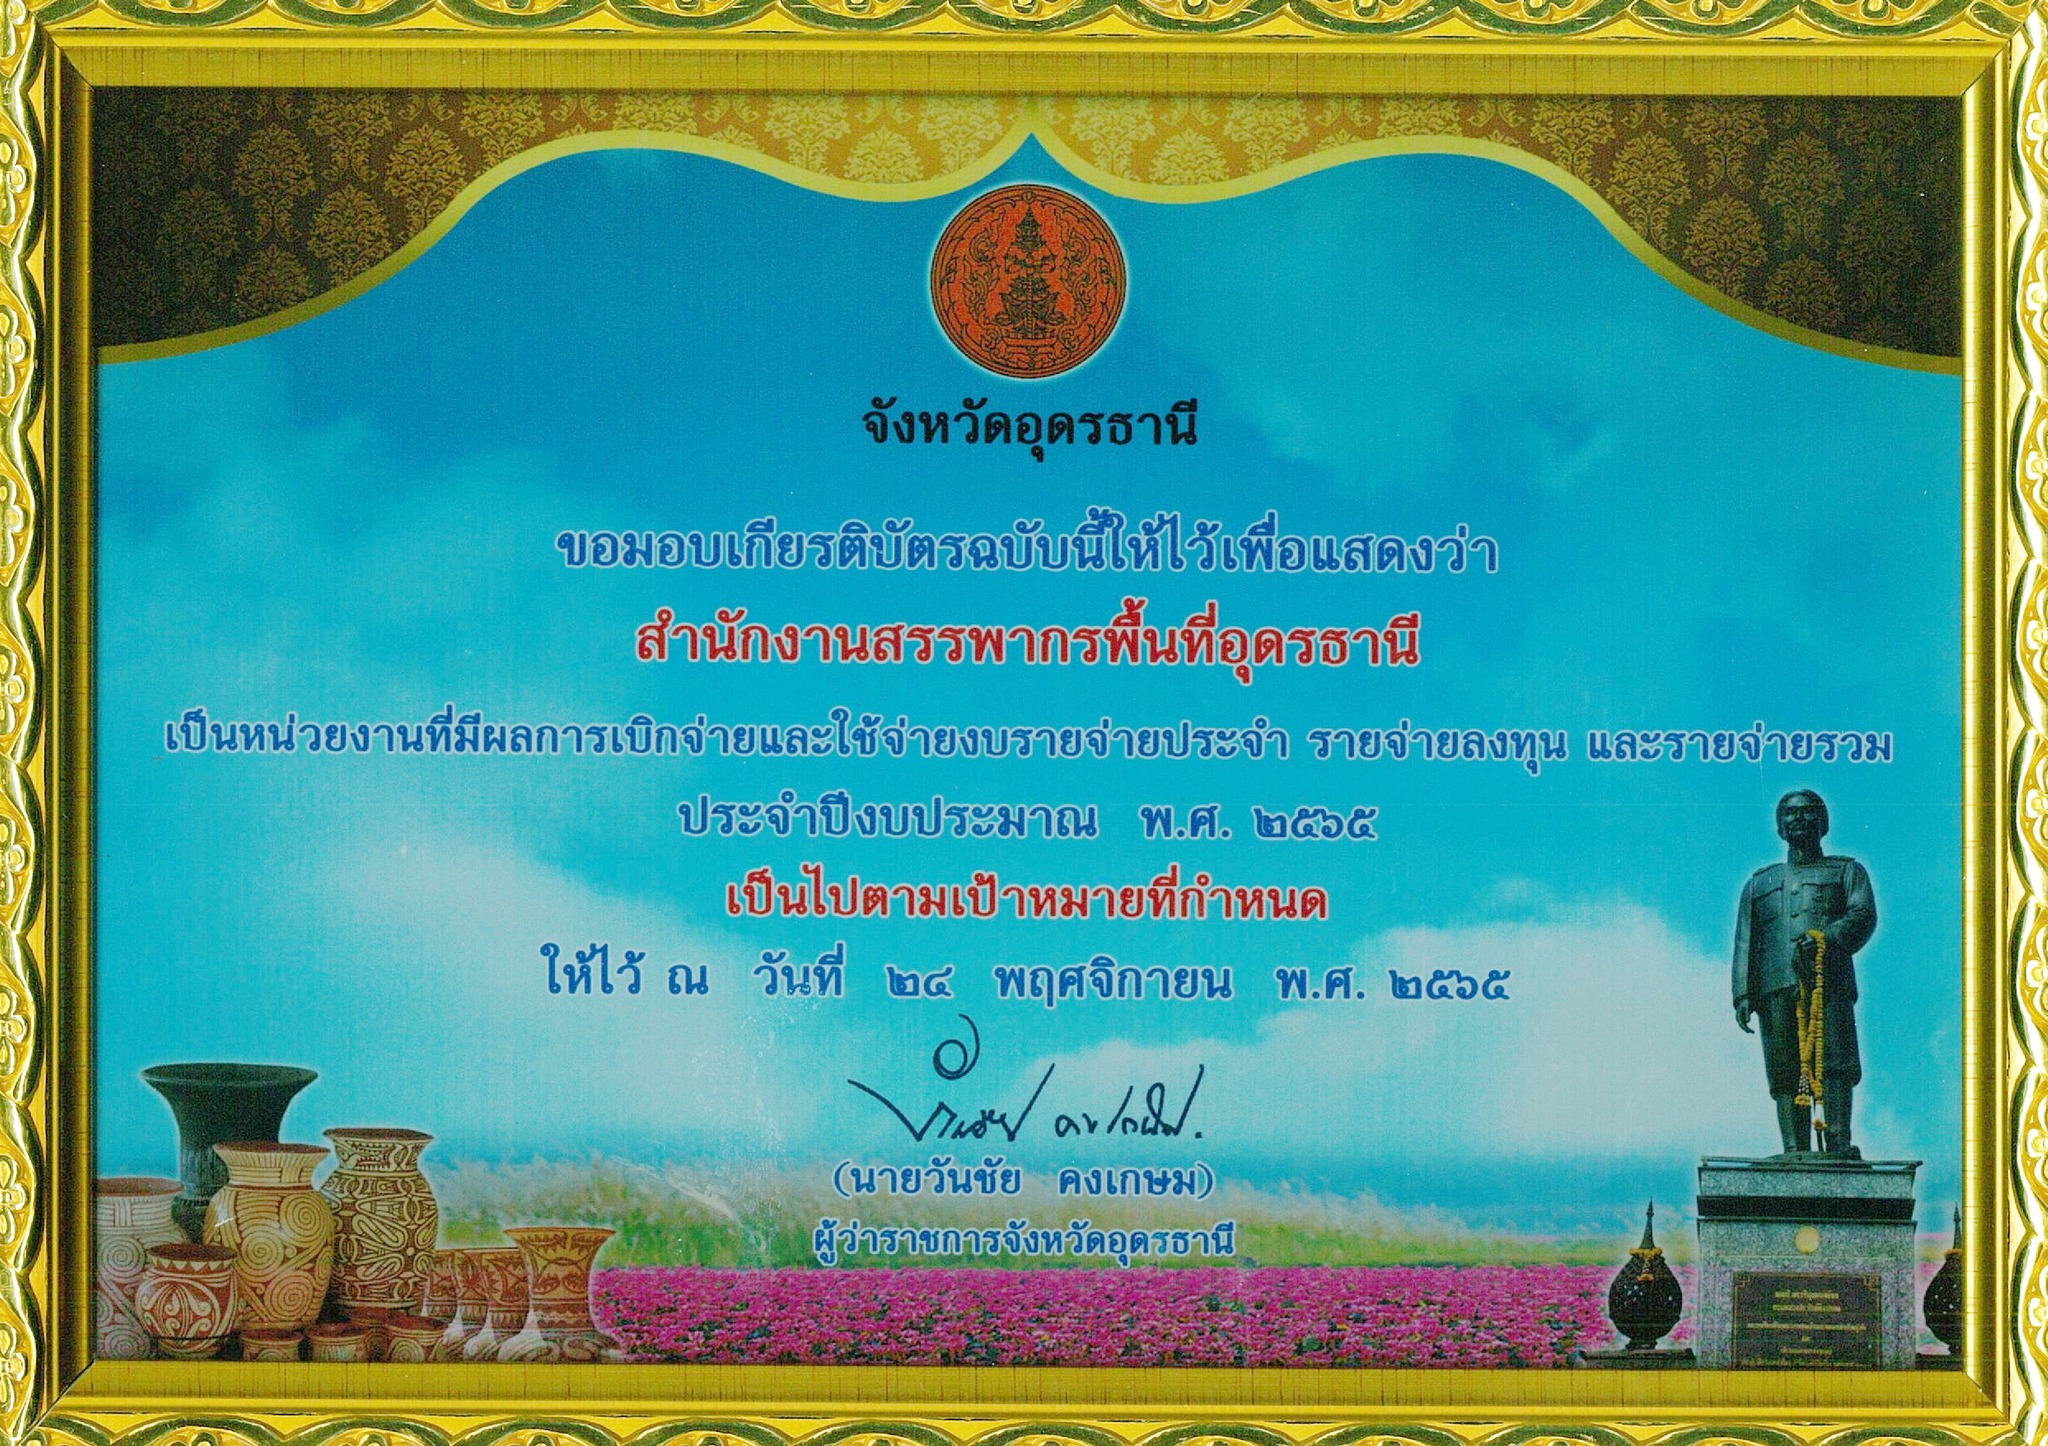 จังหวัดอุดรธานี
ขอมอบเกียรติบัตรฉบับนี้ให้ไว้เพื่อแสดงว่า
สำนักงานสรรพากรพื้นที่อุดรธานี
เป็นหน่วยงานที่มีผลการเบิกจ่ายและใช้จ่ายงบรายจ่ายประจำ รายจ่ายลงทุน และรายจ่ายรวม
ประจำปีงบประมาณ พ.ศ. ๒๕๖๕
เป็นไปตามเป้าหมายที่กำหนด
ให้ไว้ ณ วันที่ ๒๔ พฤศจิกายน พ.ศ. ๒๕๖๕
(นายวันชัย คงเกษม)
ผู้ว่าราชการจังหวัดอุดรธานี